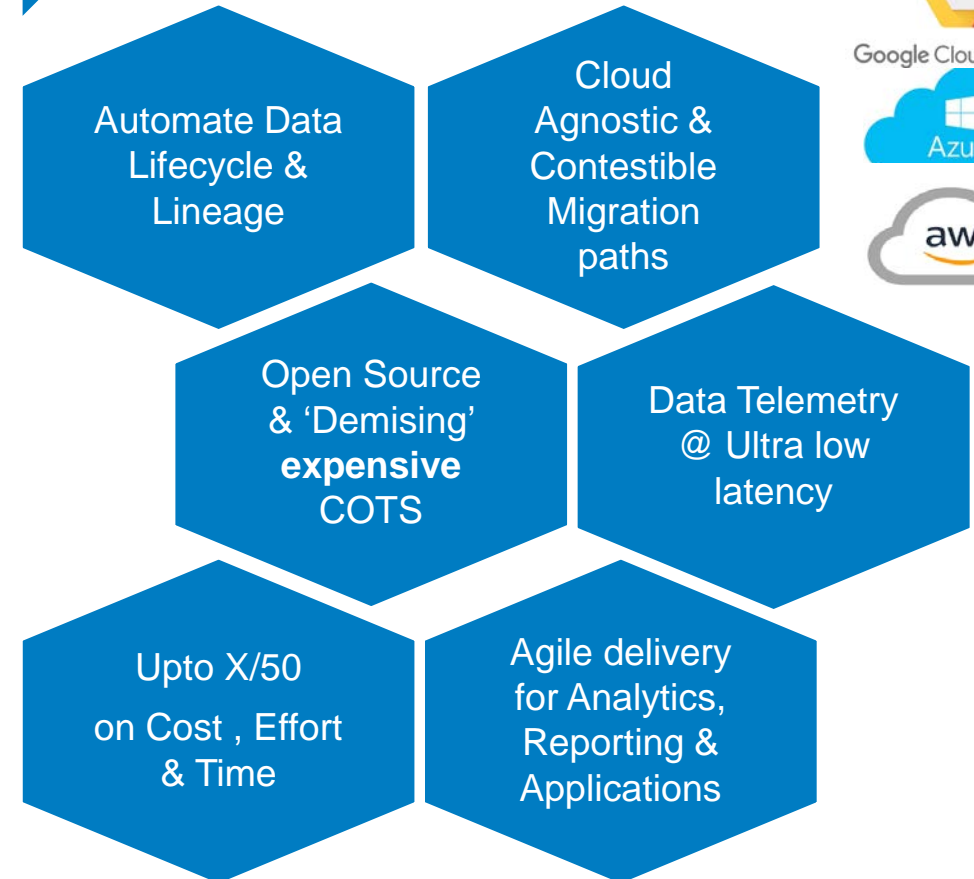 Automate Data
Lifecycle &
Lineage
Cloud
Agnostic &
Contestible
Migration
paths
Google Clou
Azu
aw
Open Source
& ‘Demising’
expensive
COTS
Data Telemetry
@ Ultra low
latency
Upto X/50
on Cost , Effort
& Time
Agile delivery
for Analytics,
Reporting &
Applications